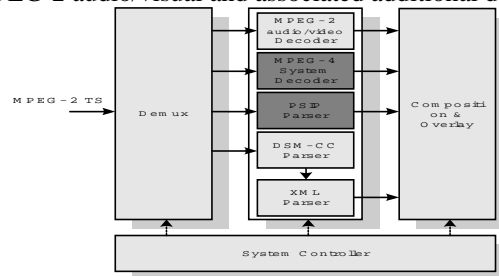 EG-2 audio/visual and associated additional d
MPEG-2
audio/video
Decoder
MPEG-4
System
Decoder
MPEG-2 TS
Demux
PSIP
Parser
Compositi
on &
Overlay
DSM-CC
Parser
XML
Parser
System Controller